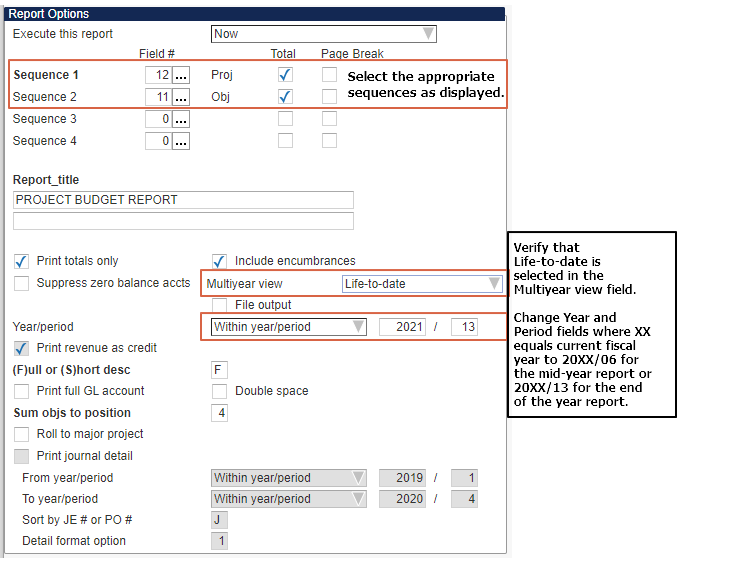 Report Options
Execute this report Now
Field # Total Page Break
Sequence 1 12 ... Proj
Sequence 2 11 ... Obj
Select the appropriate
sequences as displayed.
Sequence 3 0 ...
Sequence 4 0 ...
Report_title
PROJECT BUDGET REPORT
Print totals only Include encumbrances
Suppress zero balance accts Multiyear view Life-to-date
File output
Year/period Within year/period 2021 / 13
Print revenue as credit
(F)ull or (S)hort desc F
Print full GL account Double space
Sum objs to position 4
Roll to major project
Print journal detail
From year/period Within year/period 2019 / 1
To year/period Within year/period 2020 / 4
Sort by JE # or PO # J
Detail format option 1
Verify that
Life-to-date is
selected in the
Multiyear view field.
Change Year and
Period fields where XX
equals current fiscal
year to 20XX/06 for
the mid-year report or
20XX/13 for the end
of the year report.